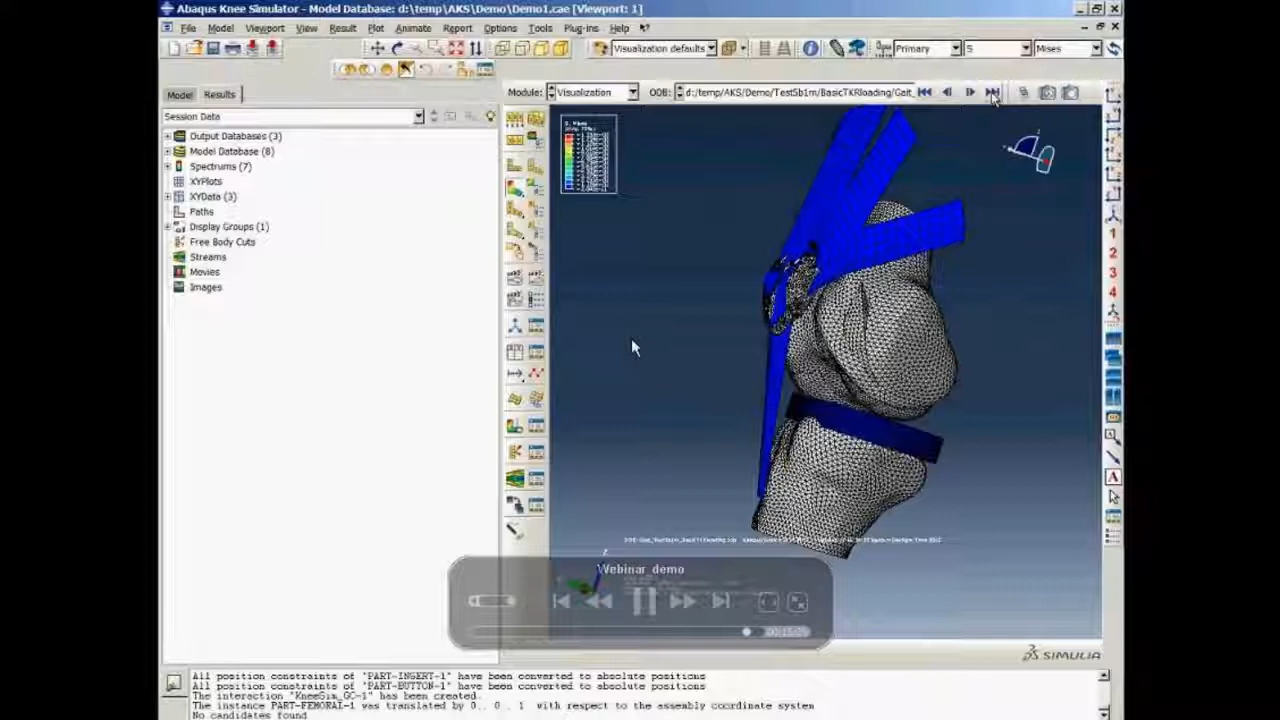 Abaqus Knee Simulator - Model Database: d:\temp\AKS\Demo\Demo1.cae [Viewport: 1]
File Model Viewport View Result Plot Animate Report Options Tools Plug-ins Help
Visualization defaults Primary S Mises
Model Results Module: Visualization ODB: d:/temp/AKS/Demo/TestSb1m/BasicTKRloading/Gait_
Session Data
Output Databases (3)
Model Database (8)
Spectrums (7)
XYPlots
XYData (3)
Paths
Display Groups (1)
Free Body Cuts
Streams
Movies
Images
1
2
3
4
A
Webinar_demo
SIMULIA
All position constraints of "PART-INSERT-1" have been converted to absolute positions
All position constraints of "PART-BUTTON-1" have been converted to absolute positions
The interaction "KneeSim_GC-1" has been created.
The instance PART-FEMORAL-1 was translated by 0., 0., 1. with respect to the assembly coordinate system
No candidates found